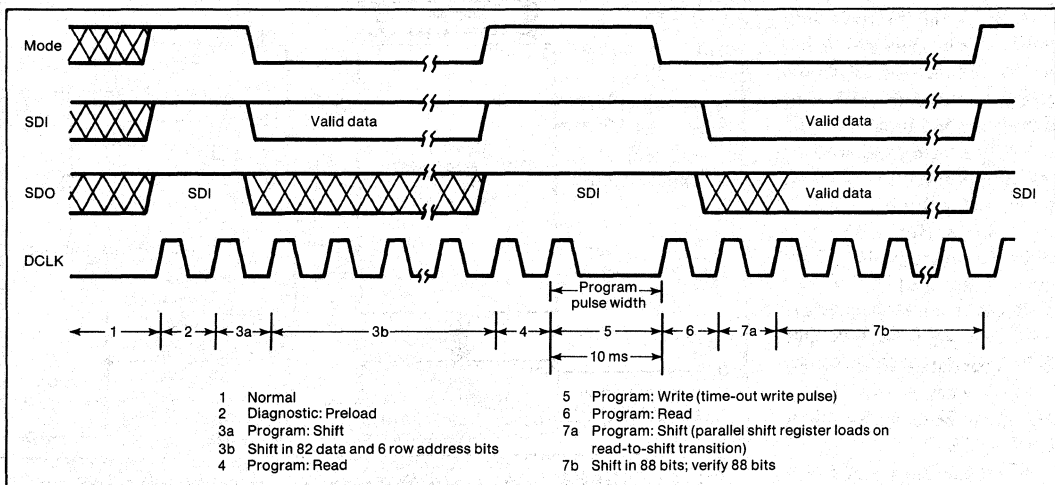 Mode
SDI
Valid data
Valid data
SDO
SDI
SDI
Valid data
SDI
DCLK
Program
pulse width
1 2 3a 3b 4 5 6 7a 7b
10 ms
1 Normal
2 Diagnostic: Preload
3a Program: Shift
3b Shift in 82 data and 6 row address bits
4 Program: Read
5 Program: Write (time-out write pulse)
6 Program: Read
7a Program: Shift (parallel shift register loads on
read-to-shift transition)
7b Shift in 88 bits; verify 88 bits